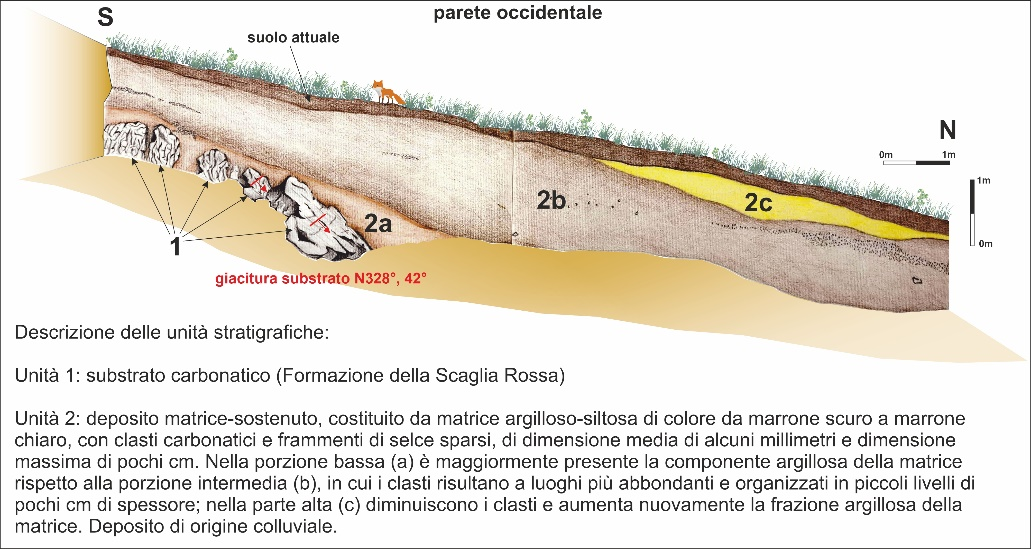 parete occidentale
S
suolo attuale
N
0m 1m
1m
0m
2c
2b
2a
1
giacitura substrato N328°, 42°
Descrizione delle unità stratigrafiche:
Unità 1: substrato carbonatico (Formazione della Scaglia Rossa)
Unità 2: deposito matrice-sostenuto, costituito da matrice argilloso-siltosa di colore da marrone scuro a marrone
chiaro, con clasti carbonatici e frammenti di selce sparsi, di dimensione media di alcuni millimetri e dimensione
massima di pochi cm. Nella porzione bassa (a) è maggiormente presente la componente argillosa della matrice
rispetto alla porzione intermedia (b), in cui i clasti risultano a luoghi più abbondanti e organizzati in piccoli livelli di
pochi cm di spessore; nella parte alta (c) diminuiscono i clasti e aumenta nuovamente la frazione argillosa della
matrice. Deposito di origine colluviale.